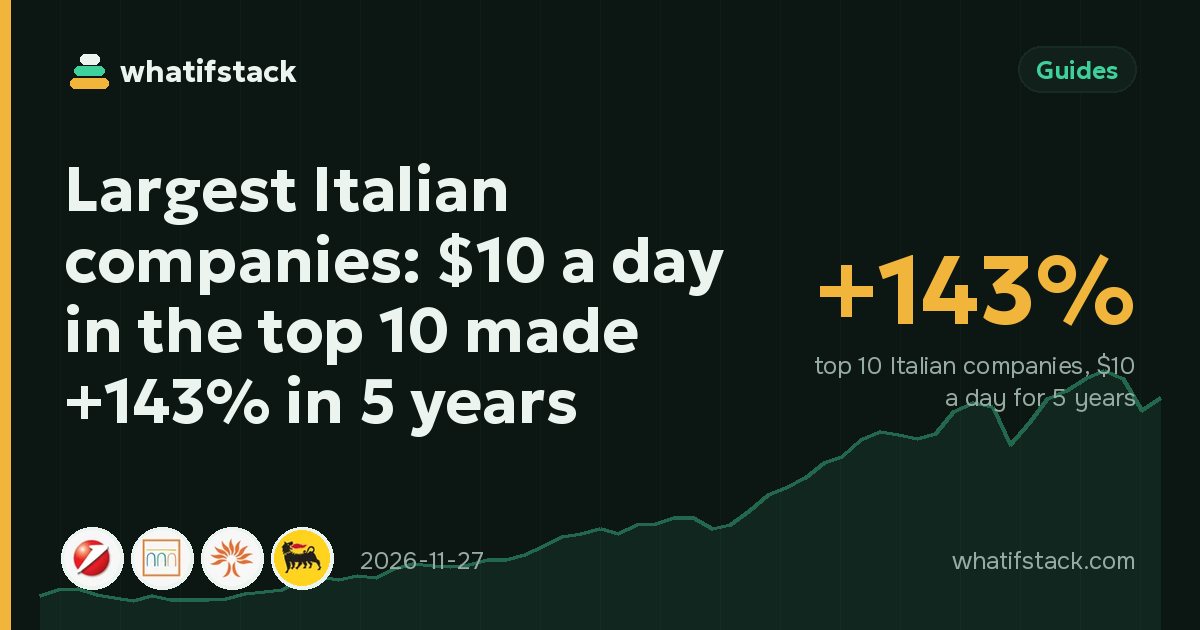 whatifstack
Guides
Largest Italian
companies: $10 a day
in the top 10 made
+143% in 5 years
+143%
top 10 Italian companies, $10
a day for 5 years
2026-11-27
whatifstack.com